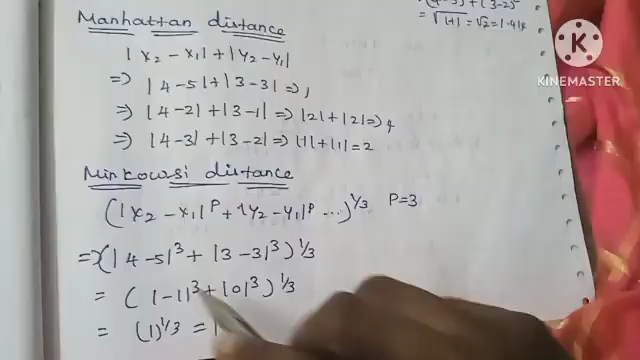 = √1+1 = √2 = 1.414
Manhattan distance
|x2 - x1| + |y2 - y1|
=> |4-5| + |3-3| => 1
=> |4-2| + |3-1| => |2| + |2| => 4
=> |4-3| + |3-2| => |1| + |1| = 2
Minkowasi distance
(|x2 - x1|^p + |y2 - y1|^p ...)^1/3 P=3
=> (|4-5|^3 + |3-3|^3)^1/3
= (|-1|^3 + |0|^3)^1/3
= (1)^1/3 = 1
KINEMASTER